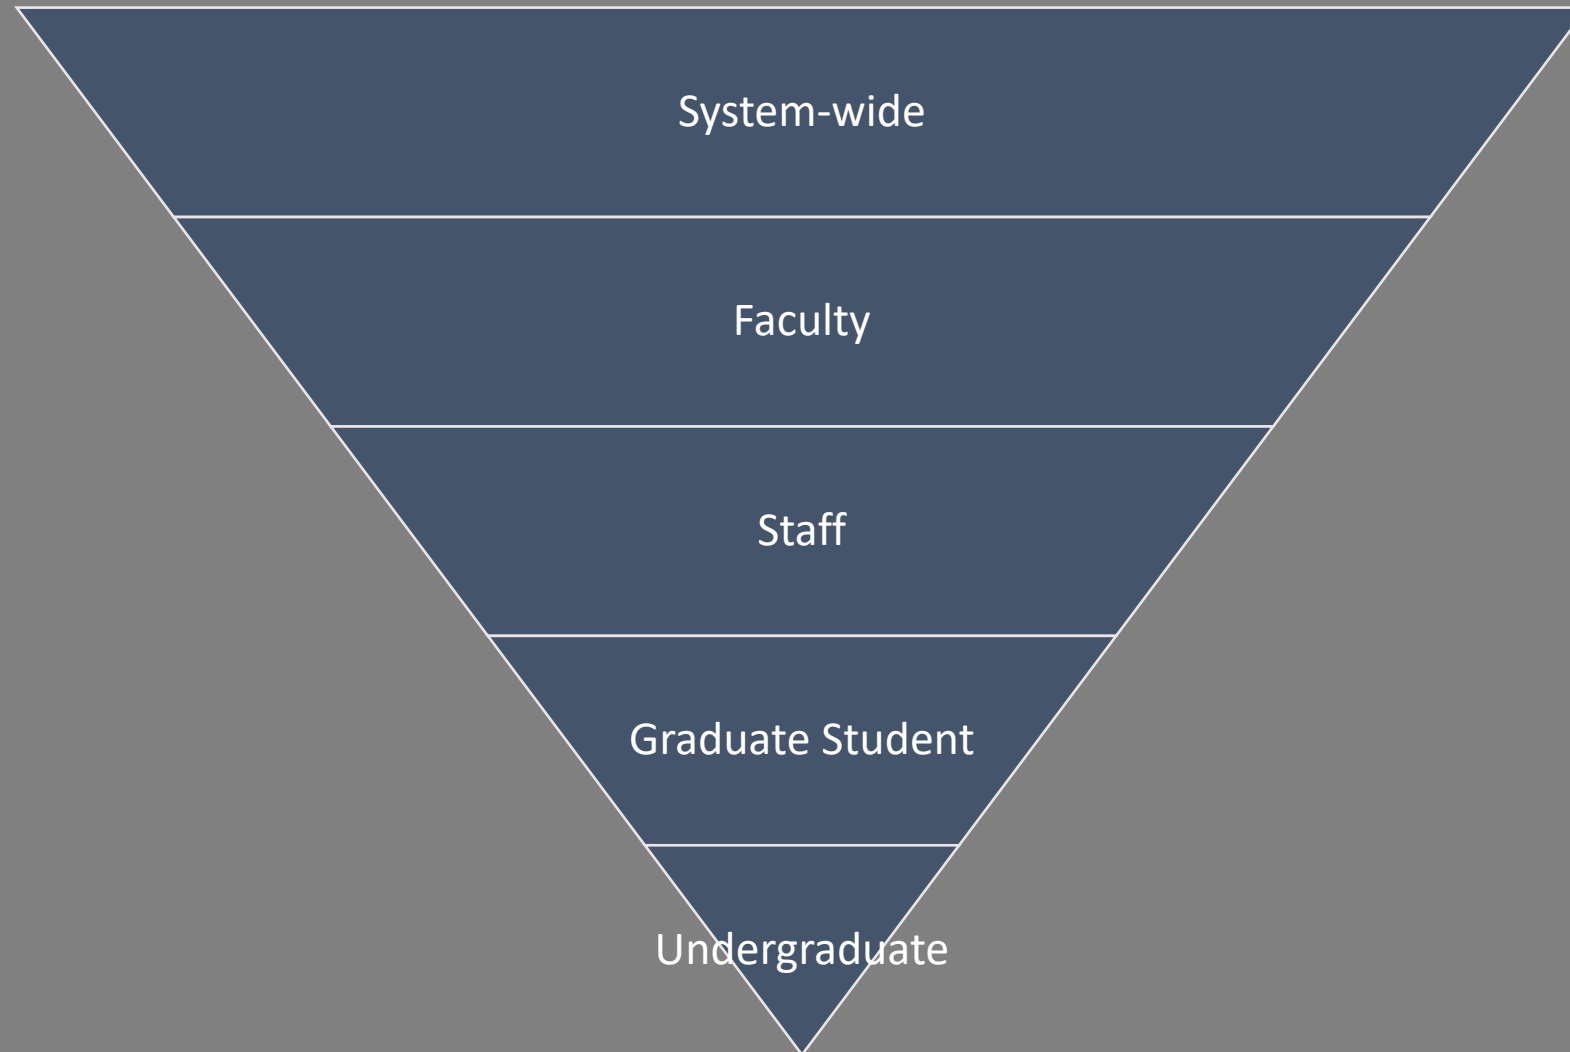 System-wide
Faculty
Staff
Graduate Student
Undergraduate